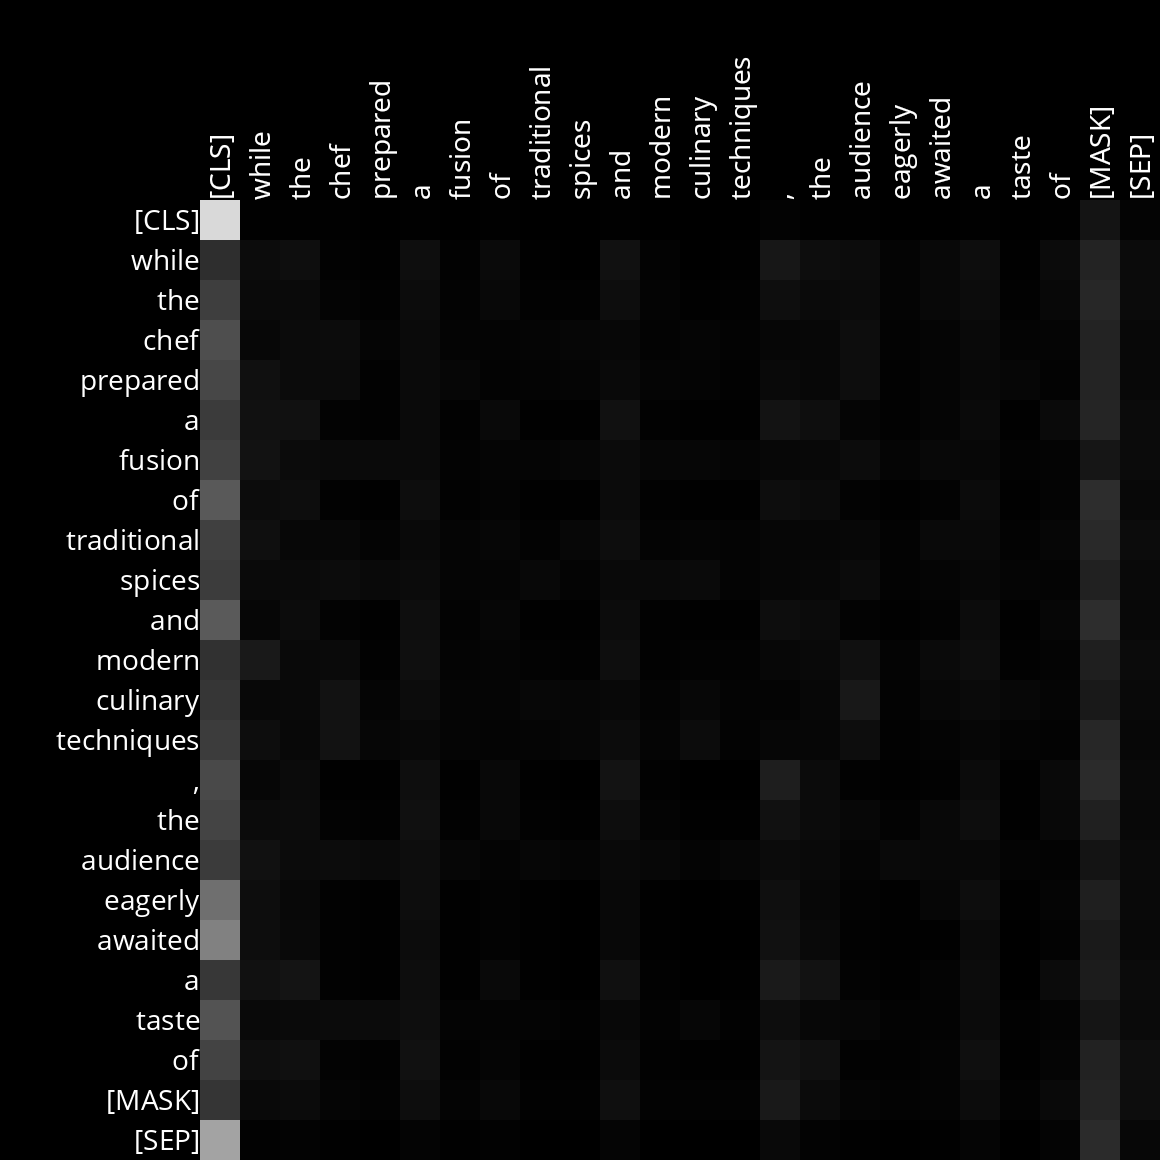 [CLS]
while
the
chef
prepared
a
fusion
of
traditional
spices
and
modern
culinary
techniques
,
the
audience
eagerly
awaited
a
taste
of
[MASK]
[SEP]
[CLS]
while
the
chef
prepared
a
fusion
of
traditional
spices
and
modern
culinary
techniques
,
the
audience
eagerly
awaited
a
taste
of
[MASK]
[SEP]